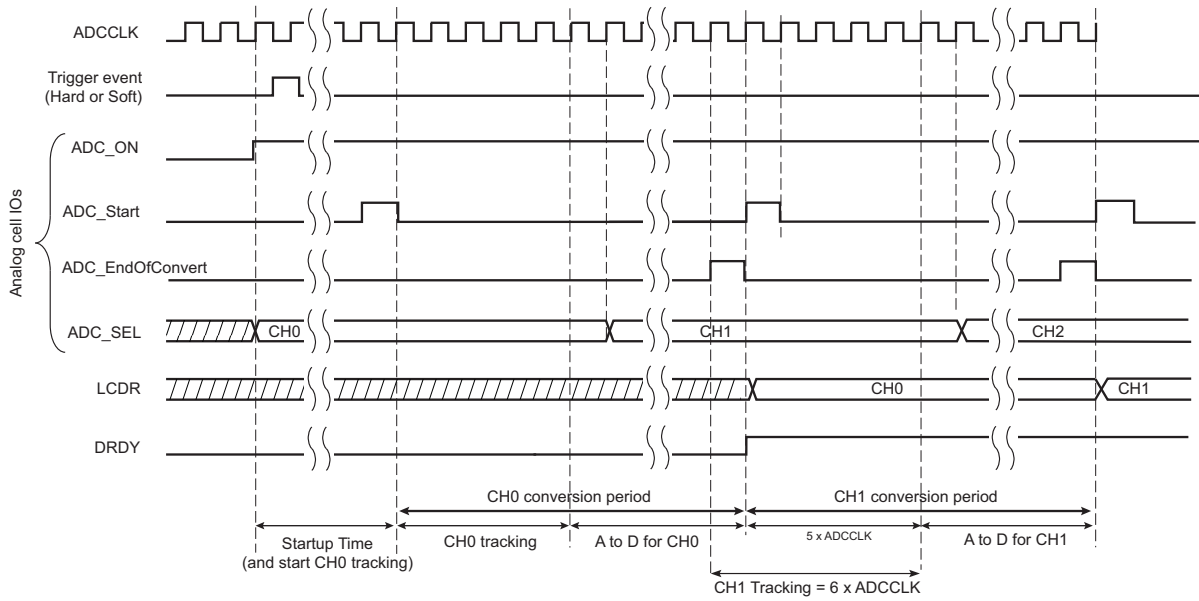 ADCCLK
Trigger event
(Hard or Soft)
Analog cell IOs
ADC_ON
ADC_Start
ADC_EndOfConvert
ADC_SEL
CH0
CH1
CH2
LCDR
CH0
CH1
DRDY
CH0 conversion period
CH1 conversion period
Startup Time
(and start CH0 tracking)
CH0 tracking
A to D for CH0
5 x ADCCLK
A to D for CH1
CH1 Tracking = 6 x ADCCLK